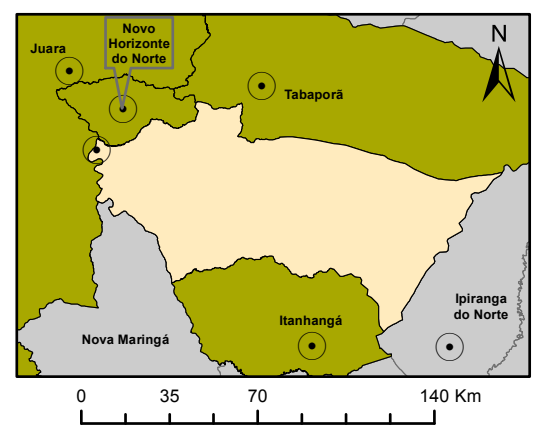 Novo
Horizonte
do Norte
Juara
N
Tabaporã
Ipiranga
do Norte
Itanhangá
Nova Maringá
0 35 70 140 Km